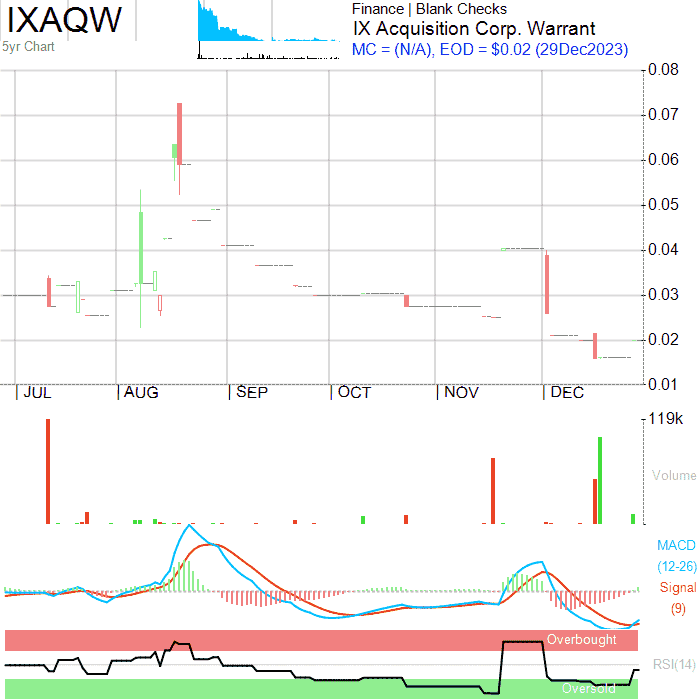 IXAQW
5yr Chart
Finance | Blank Checks
IX Acquisition Corp. Warrant
MC = (N/A), EOD = $0.02 (29Dec2023)
0.08
0.07
0.06
0.05
0.04
0.03
0.02
0.01
JUL AUG SEP OCT NOV DEC
119k
Volume
MACD
(12-26)
Signal
(9)
Overbought
RSI(14)
Oversold